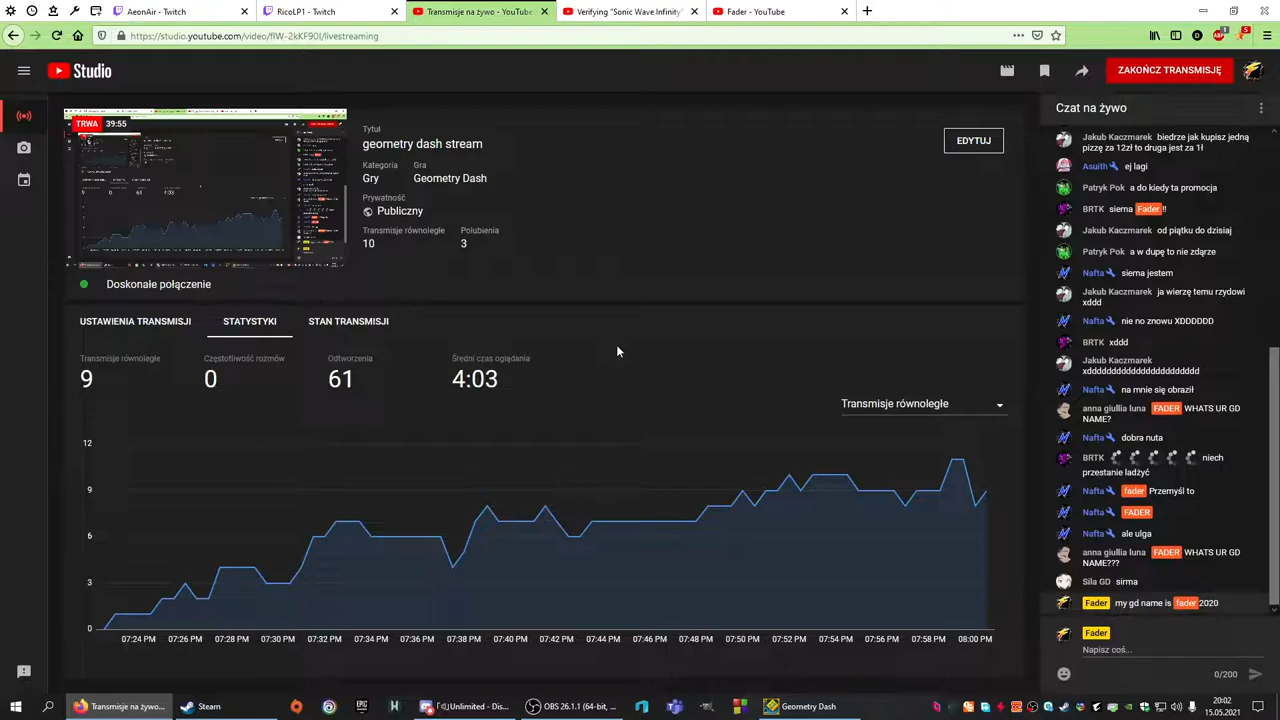 AeonAir - Twitch
RicoLP1 - Twitch
Transmisje na żywo - YouTube
Verifying "Sonic Wave Infinity"
Fader - YouTube
https://studio.youtube.com/video/fIW-2kKF90I/livestreaming
Studio
ZAKOŃCZ TRANSMISJĘ
TRWA 39:55
Tytuł
geometry dash stream
EDYTUJ
Kategoria Gra
Gry Geometry Dash
Prywatność
Publiczny
Transmisje równoległe Polubienia
10 3
Doskonałe połączenie
USTAWIENIA TRANSMISJI STATYSTYKI STAN TRANSMISJI
Transmisje równoległe Częstotliwość rozmów Odtworzenia Średni czas oglądania
9 0 61 4:03
Transmisje równoległe
12
9
6
3
0
07:24 PM 07:26 PM 07:28 PM 07:30 PM 07:32 PM 07:34 PM 07:36 PM 07:38 PM 07:40 PM 07:42 PM 07:44 PM 07:46 PM 07:48 PM 07:50 PM 07:52 PM 07:54 PM 07:56 PM 07:58 PM 08:00 PM
Czat na żywo
Jakub Kaczmarek biedrze jak kupisz jedną
pizzę za 12zł to druga jest za 1ł
Asuith ej lagi
Patryk Pok a do kiedy ta promocja
BRTK siema Fader !!
Jakub Kaczmarek od piątku do dzisiaj
Patryk Pok a w dupę to nie zdąrze
Nafta siema jestem
Jakub Kaczmarek ja wierzę temu rządowi
xddd
Nafta nie no znowu XDDDDDD
BRTK xddd
Jakub Kaczmarek
xdddddddddddddddddddddd
Nafta na mnie się obraził
anna giullia luna FADER WHATS UR GD
NAME?
Nafta dobra nuta
BRTK niech
przestanie ladżyć
Nafta fader Przemyśl to
Nafta FADER
Nafta ale ulga
anna giullia luna FADER WHATS UR GD
NAME???
Sila GD sirma
Fader my gd name is fader 2020
Fader
Napisz coś...
0/200
Transmisje na żywo...
Steam
Unlimited - Dis...
OBS 26.1.1 (64-bit, ...
Geometry Dash
20:02
15.05.2021